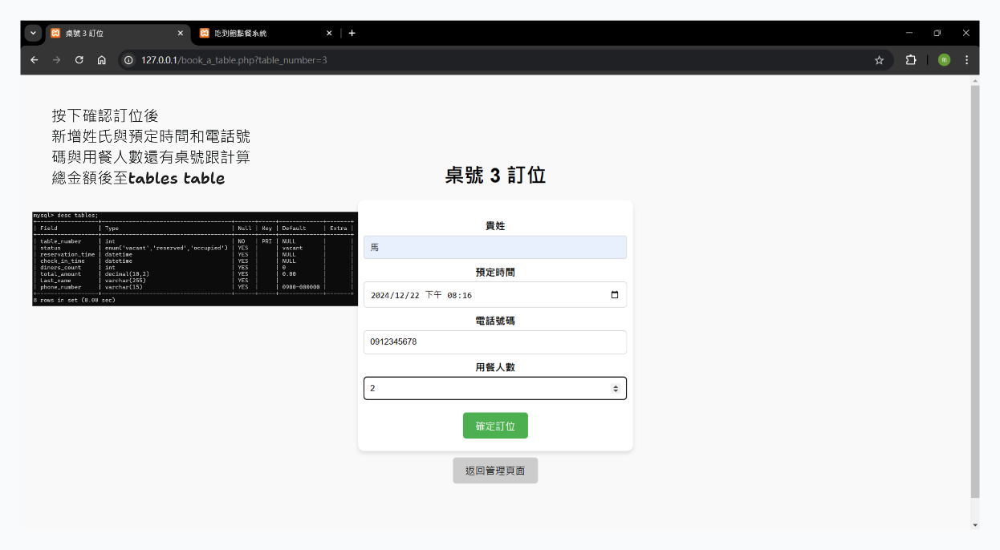 桌號 3 訂位
吃到飽點餐系統
127.0.0.1/book_a_table.php?table_number=3
按下確認訂位後
新增姓氏與預定時間和電話號
碼與用餐人數還有桌號跟計算
總金額後至tables table
mysql> desc tables;
| Field | Type | Null | Key | Default | Extra |
| table_number | int | NO | PRI | NULL | |
| status | enum('vacant','reserved','occupied') | YES | | vacant | |
| reservation_time | datetime | YES | | NULL | |
| check_in_time | datetime | YES | | NULL | |
| diners_count | int | YES | | 0 | |
| total_amount | decimal(10,2) | YES | | 0.00 | |
| Last_name | varchar(255) | YES | | | |
| phone_number | varchar(15) | YES | | 0900-000000 | |
8 rows in set (0.00 sec)
桌號 3 訂位
貴姓
馬
預定時間
2024/12/22 下午 08:16
電話號碼
0912345678
用餐人數
2
確定訂位
返回管理頁面